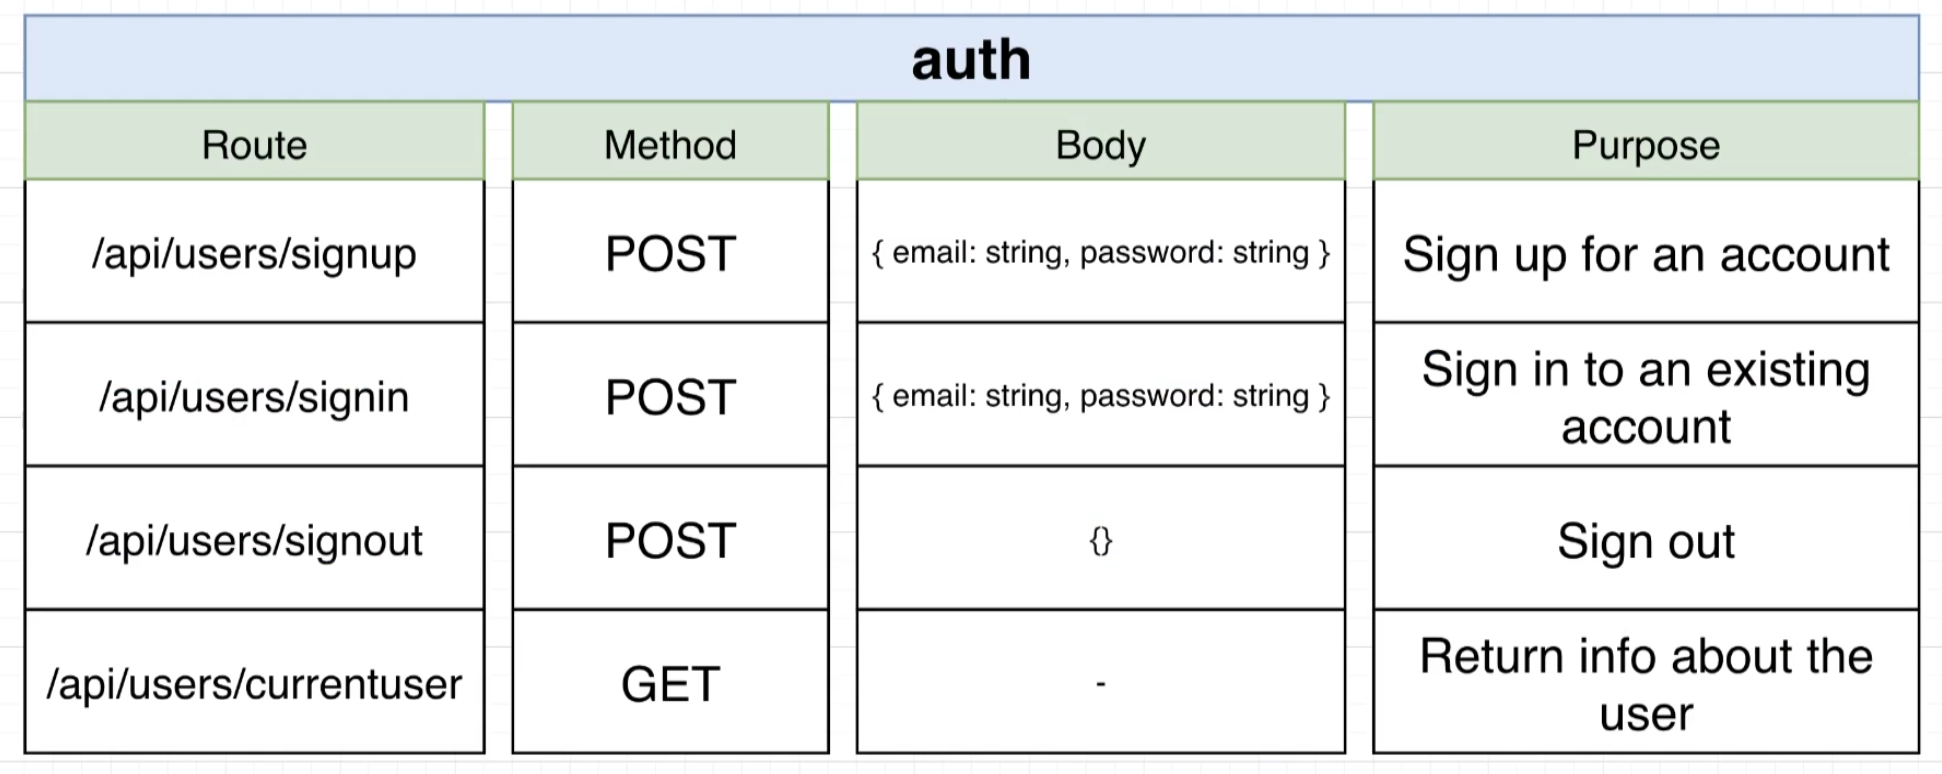 auth
Route Method Body Purpose
/api/users/signup POST { email: string, password: string } Sign up for an account
/api/users/signin POST { email: string, password: string } Sign in to an existing
account
/api/users/signout POST {} Sign out
/api/users/currentuser GET - Return info about the
user